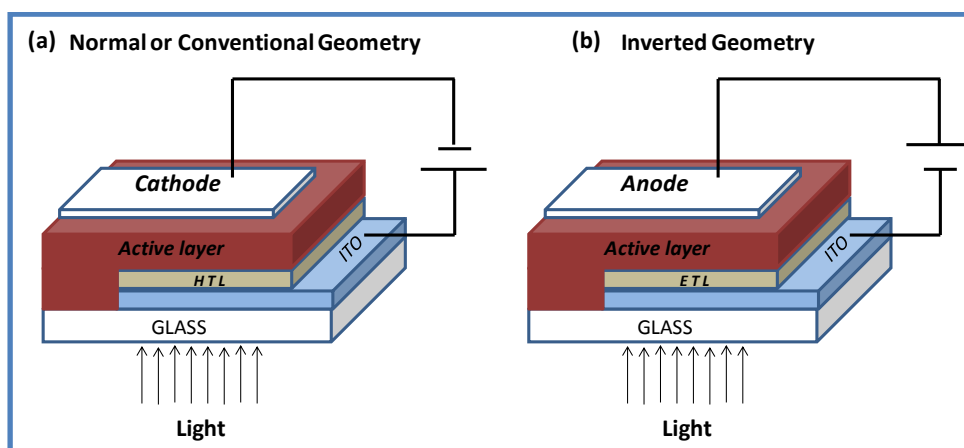 (a) Normal or Conventional Geometry
Cathode
Active layer
ITO
HTL
GLASS
Light
(b) Inverted Geometry
Anode
Active layer
ITO
ETL
GLASS
Light